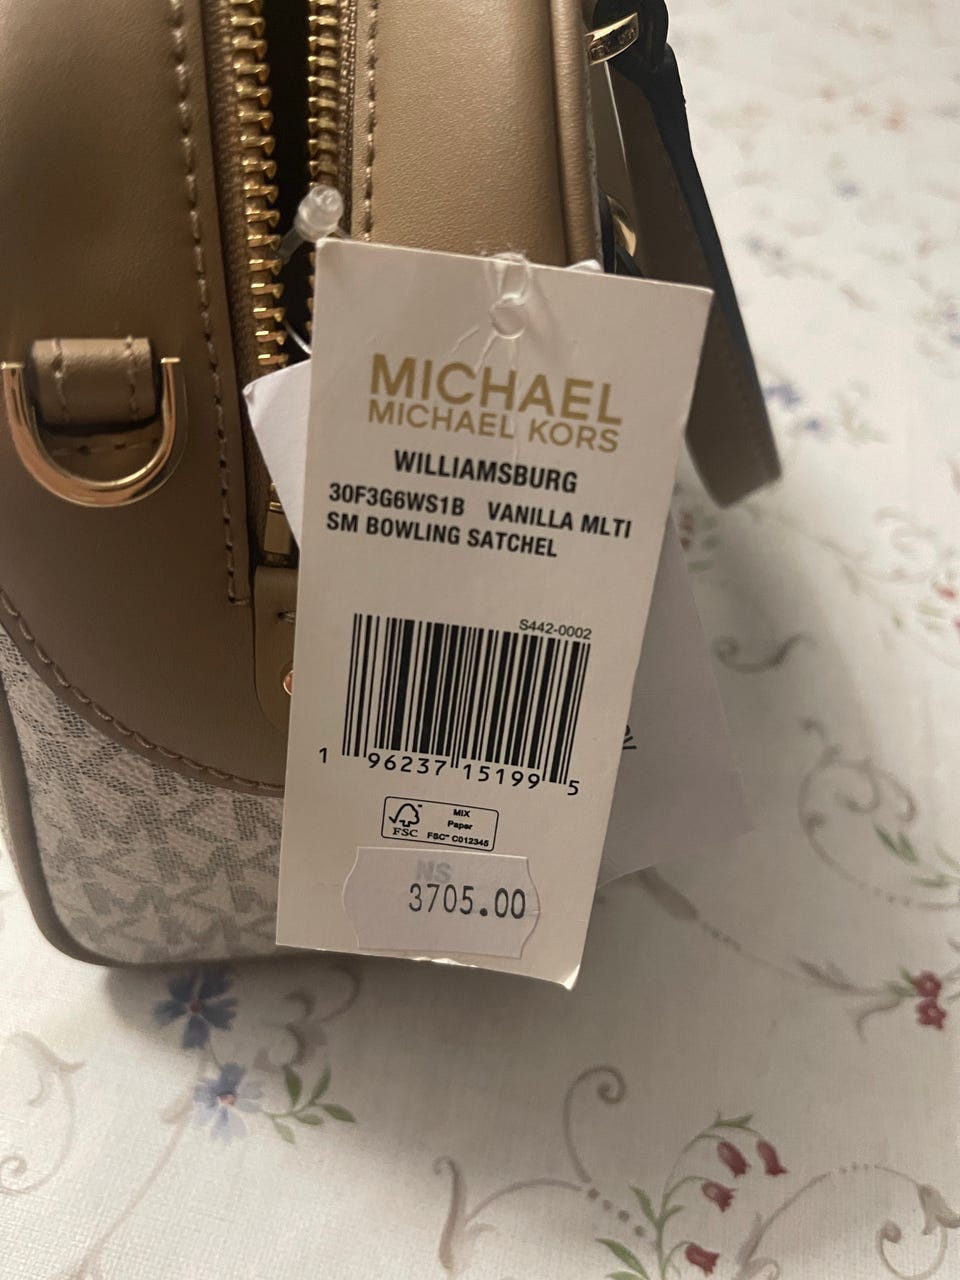 MICHAEL
MICHAEL KORS
WILLIAMSBURG
30F3G6WS1B VANILLA MLTI
SM BOWLING SATCHEL
S442-0002
1 96237 15199 5
FSC
MIX
Paper
FSC™ C012345
NS
3705.00